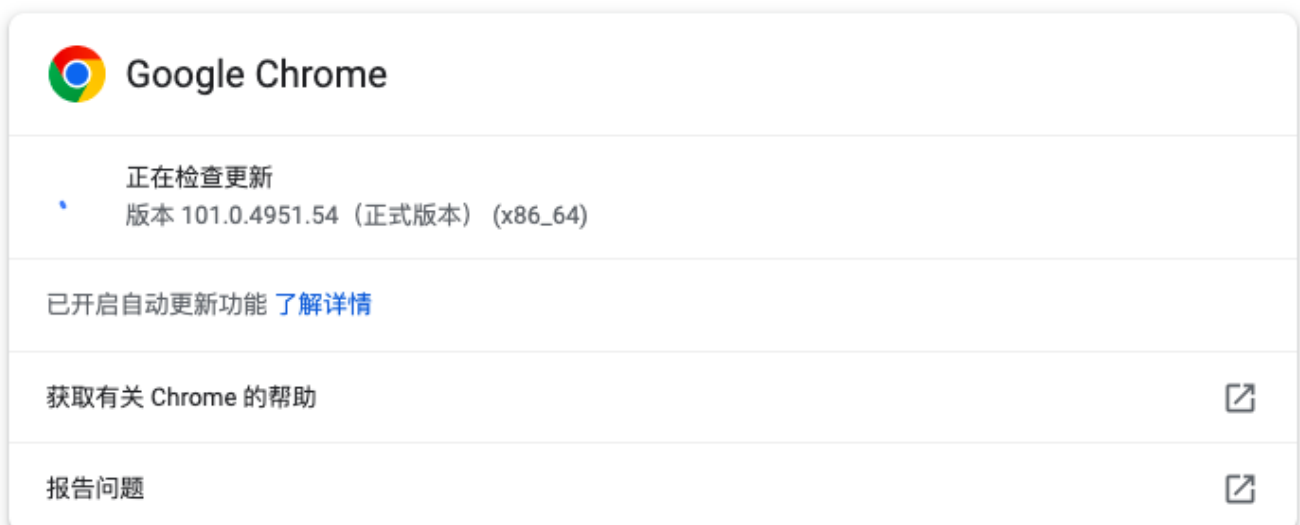 Google Chrome
正在检查更新
版本 101.0.4951.54（正式版本） (x86_64)
已开启自动更新功能 了解详情
获取有关 Chrome 的帮助
报告问题